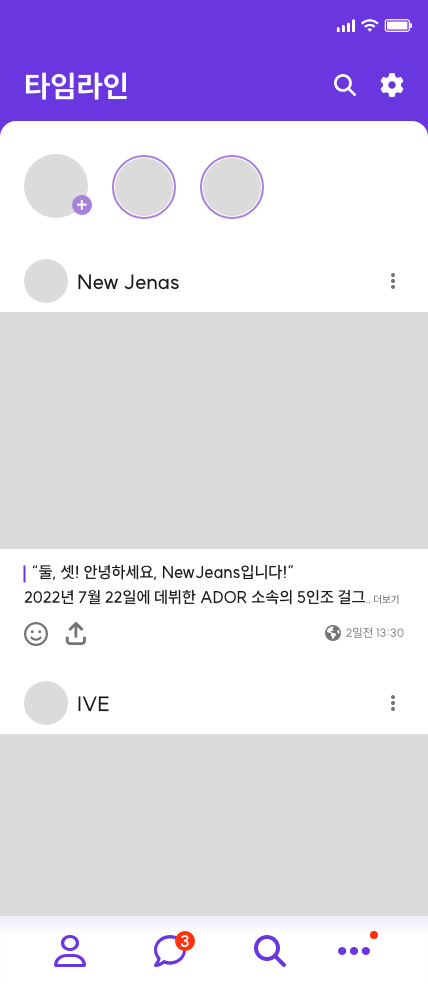 타임라인
New Jenas
“둘, 셋! 안녕하세요, NewJeans입니다!”
2022년 7월 22일에 데뷔한 ADOR 소속의 5인조 걸그.. 더보기
2일전 13:30
IVE
3